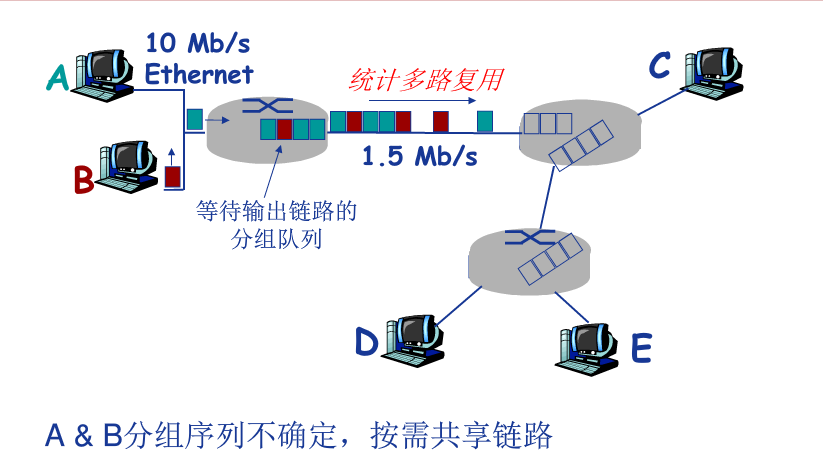 10 Mb/s
Ethernet
A
统计多路复用
C
B
1.5 Mb/s
等待输出链路的
分组队列
D
E
A & B分组序列不确定，按需共享链路